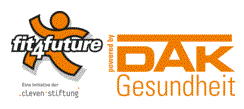 fit4future
Eine Initiative der
.cleven-stiftung
powered by
DAK
Gesundheit